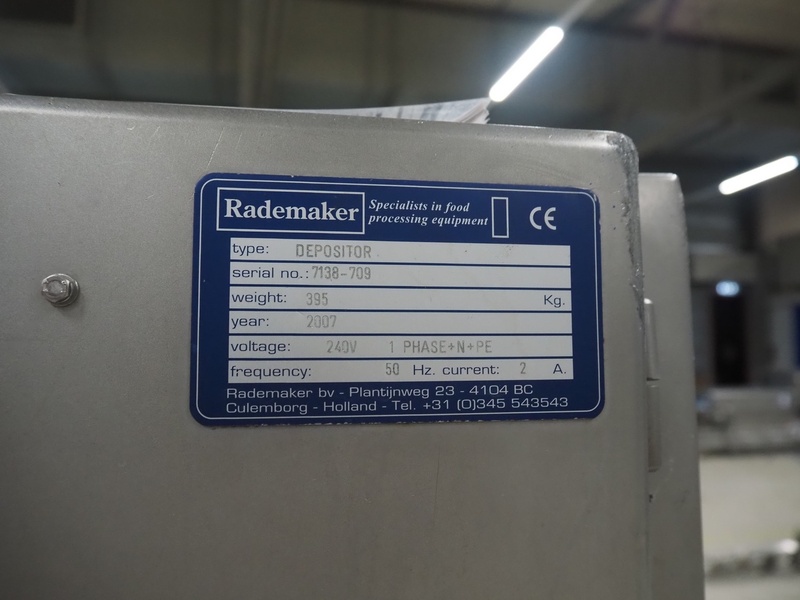 Rademaker
Specialists in food
processing equipment
CE
type: DEPOSITOR
serial no.: 7138-709
weight: 395 Kg.
year: 2007
voltage: 240V 1 PHASE+N+PE
frequency: 50 Hz. current: 2 A.
Rademaker bv - Plantijnweg 23 - 4104 BC
Culemborg - Holland - Tel. +31 (0)345 543543